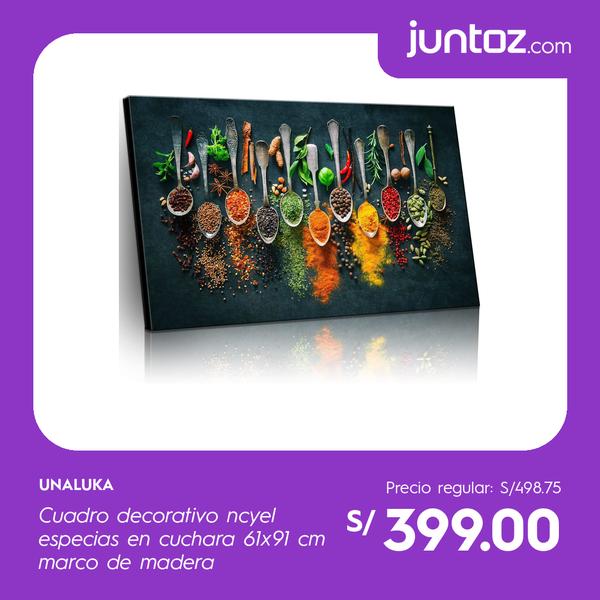 juntoz.com
UNALUKA
Cuadro decorativo ncyel
especias en cuchara 61x91 cm
marco de madera
Precio regular: S/498.75
S/ 399.00